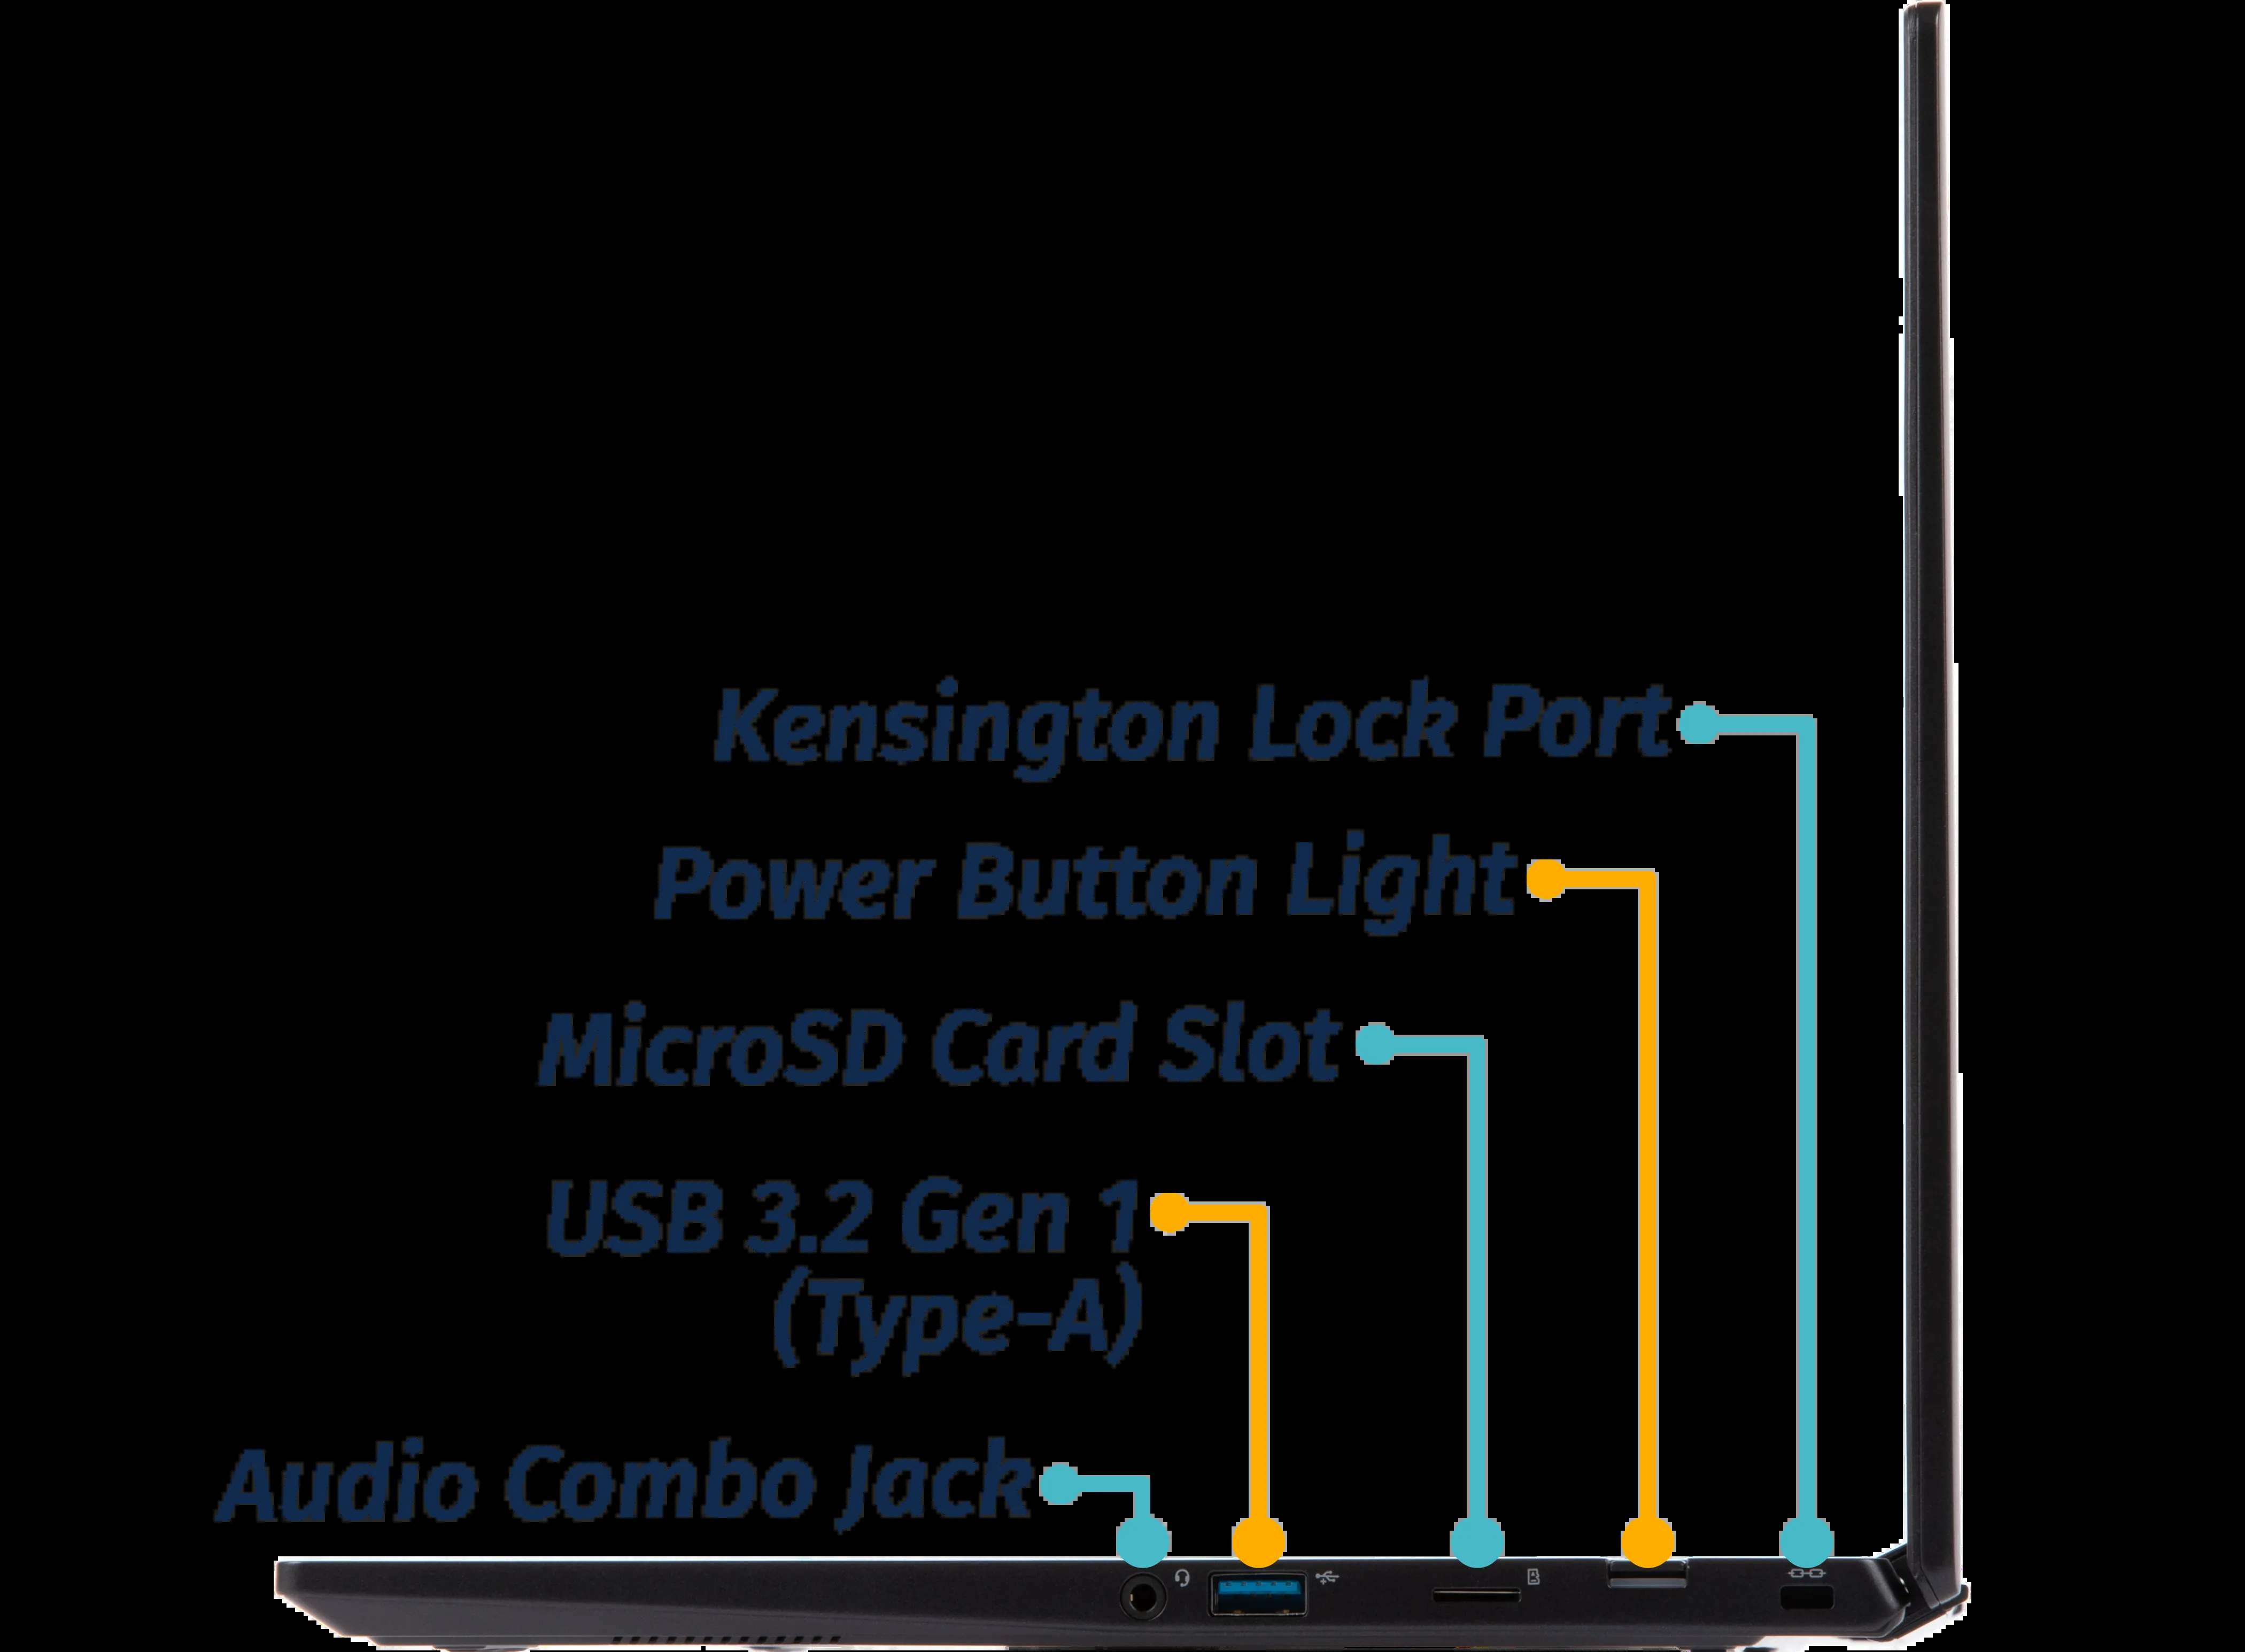 Kensington Lock Port
Power Button Light
MicroSD Card Slot
USB 3.2 Gen 1
(Type-A)
Audio Combo Jack